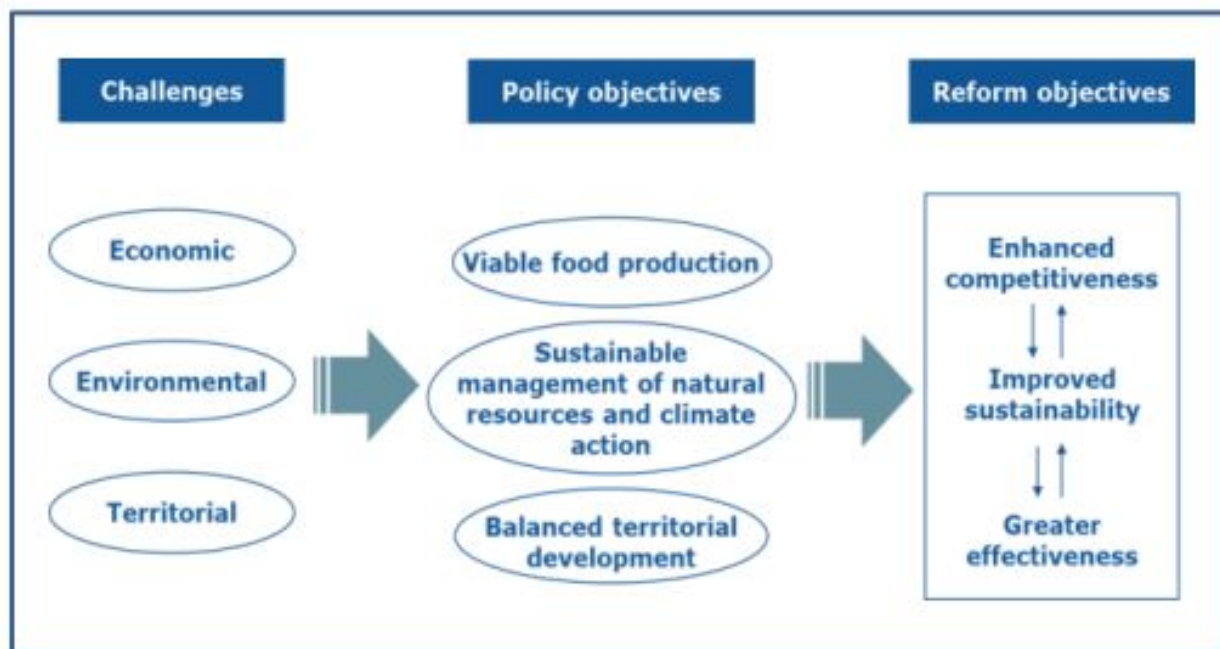 Challenges
Policy objectives
Reform objectives
Economic
Environmental
Territorial
Viable food production
Sustainable
management of natural
resources and climate
action
Balanced territorial
development
Enhanced
competitiveness
Improved
sustainability
Greater
effectiveness